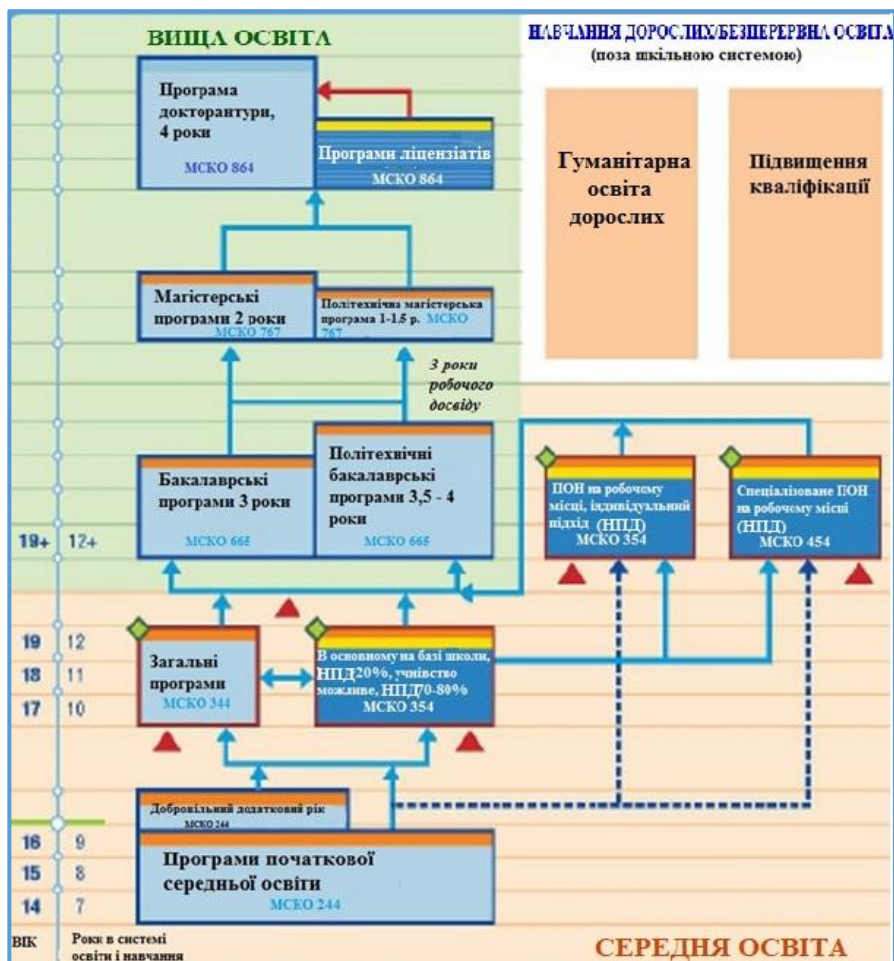 ВИЩА ОСВІТА
НАВЧАННЯ ДОРОСЛИХ/БЕЗПЕРЕРВНА ОСВІТА
(поза шкільною системою)
Програма
докторантури,
4 роки
МСКО 864
Програми ліцензіатів
МСКО 864
Гуманітарна
освіта
дорослих
Підвищення
кваліфікації
Магістерські
програми 2 роки
МСКО 767
Політехнічна магістерська
програма 1-1.5 р. МСКО
767
3 роки
робочого
досвіду
Бакалаврські
програми 3 роки
МСКО 665
Політехнічні
бакалаврські
програми 3,5 - 4
роки
МСКО 665
ПОН на робочому
місці, індивідуальний
підхід (НПД)
МСКО 354
Спеціалізоване ПОН
на робочому місці
(НПД)
МСКО 454
19+ 12+
19 12
18 11
17 10
Загальні
програми
МСКО 344
В основному на базі школи,
НПД 20%, учнівство
можливе, НПД 70-80%
МСКО 354
Добровільний додатковий рік
МСКО 244
16 9
15 8
14 7
Програми початкової
середньої освіти
МСКО 244
ВІК
Роки в системі
освіти і навчання
СЕРЕДНЯ ОСВІТА